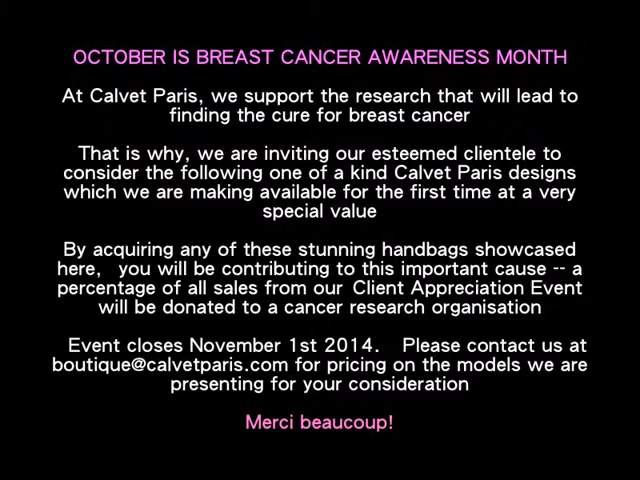 OCTOBER IS BREAST CANCER AWARENESS MONTH
At Calvet Paris, we support the research that will lead to
finding the cure for breast cancer
That is why, we are inviting our esteemed clientele to
consider the following one of a kind Calvet Paris designs
which we are making available for the first time at a very
special value
By acquiring any of these stunning handbags showcased
here, you will be contributing to this important cause -- a
percentage of all sales from our Client Appreciation Event
will be donated to a cancer research organisation
Event closes November 1st 2014. Please contact us at
boutique@calvetparis.com for pricing on the models we are
presenting for your consideration
Merci beaucoup!